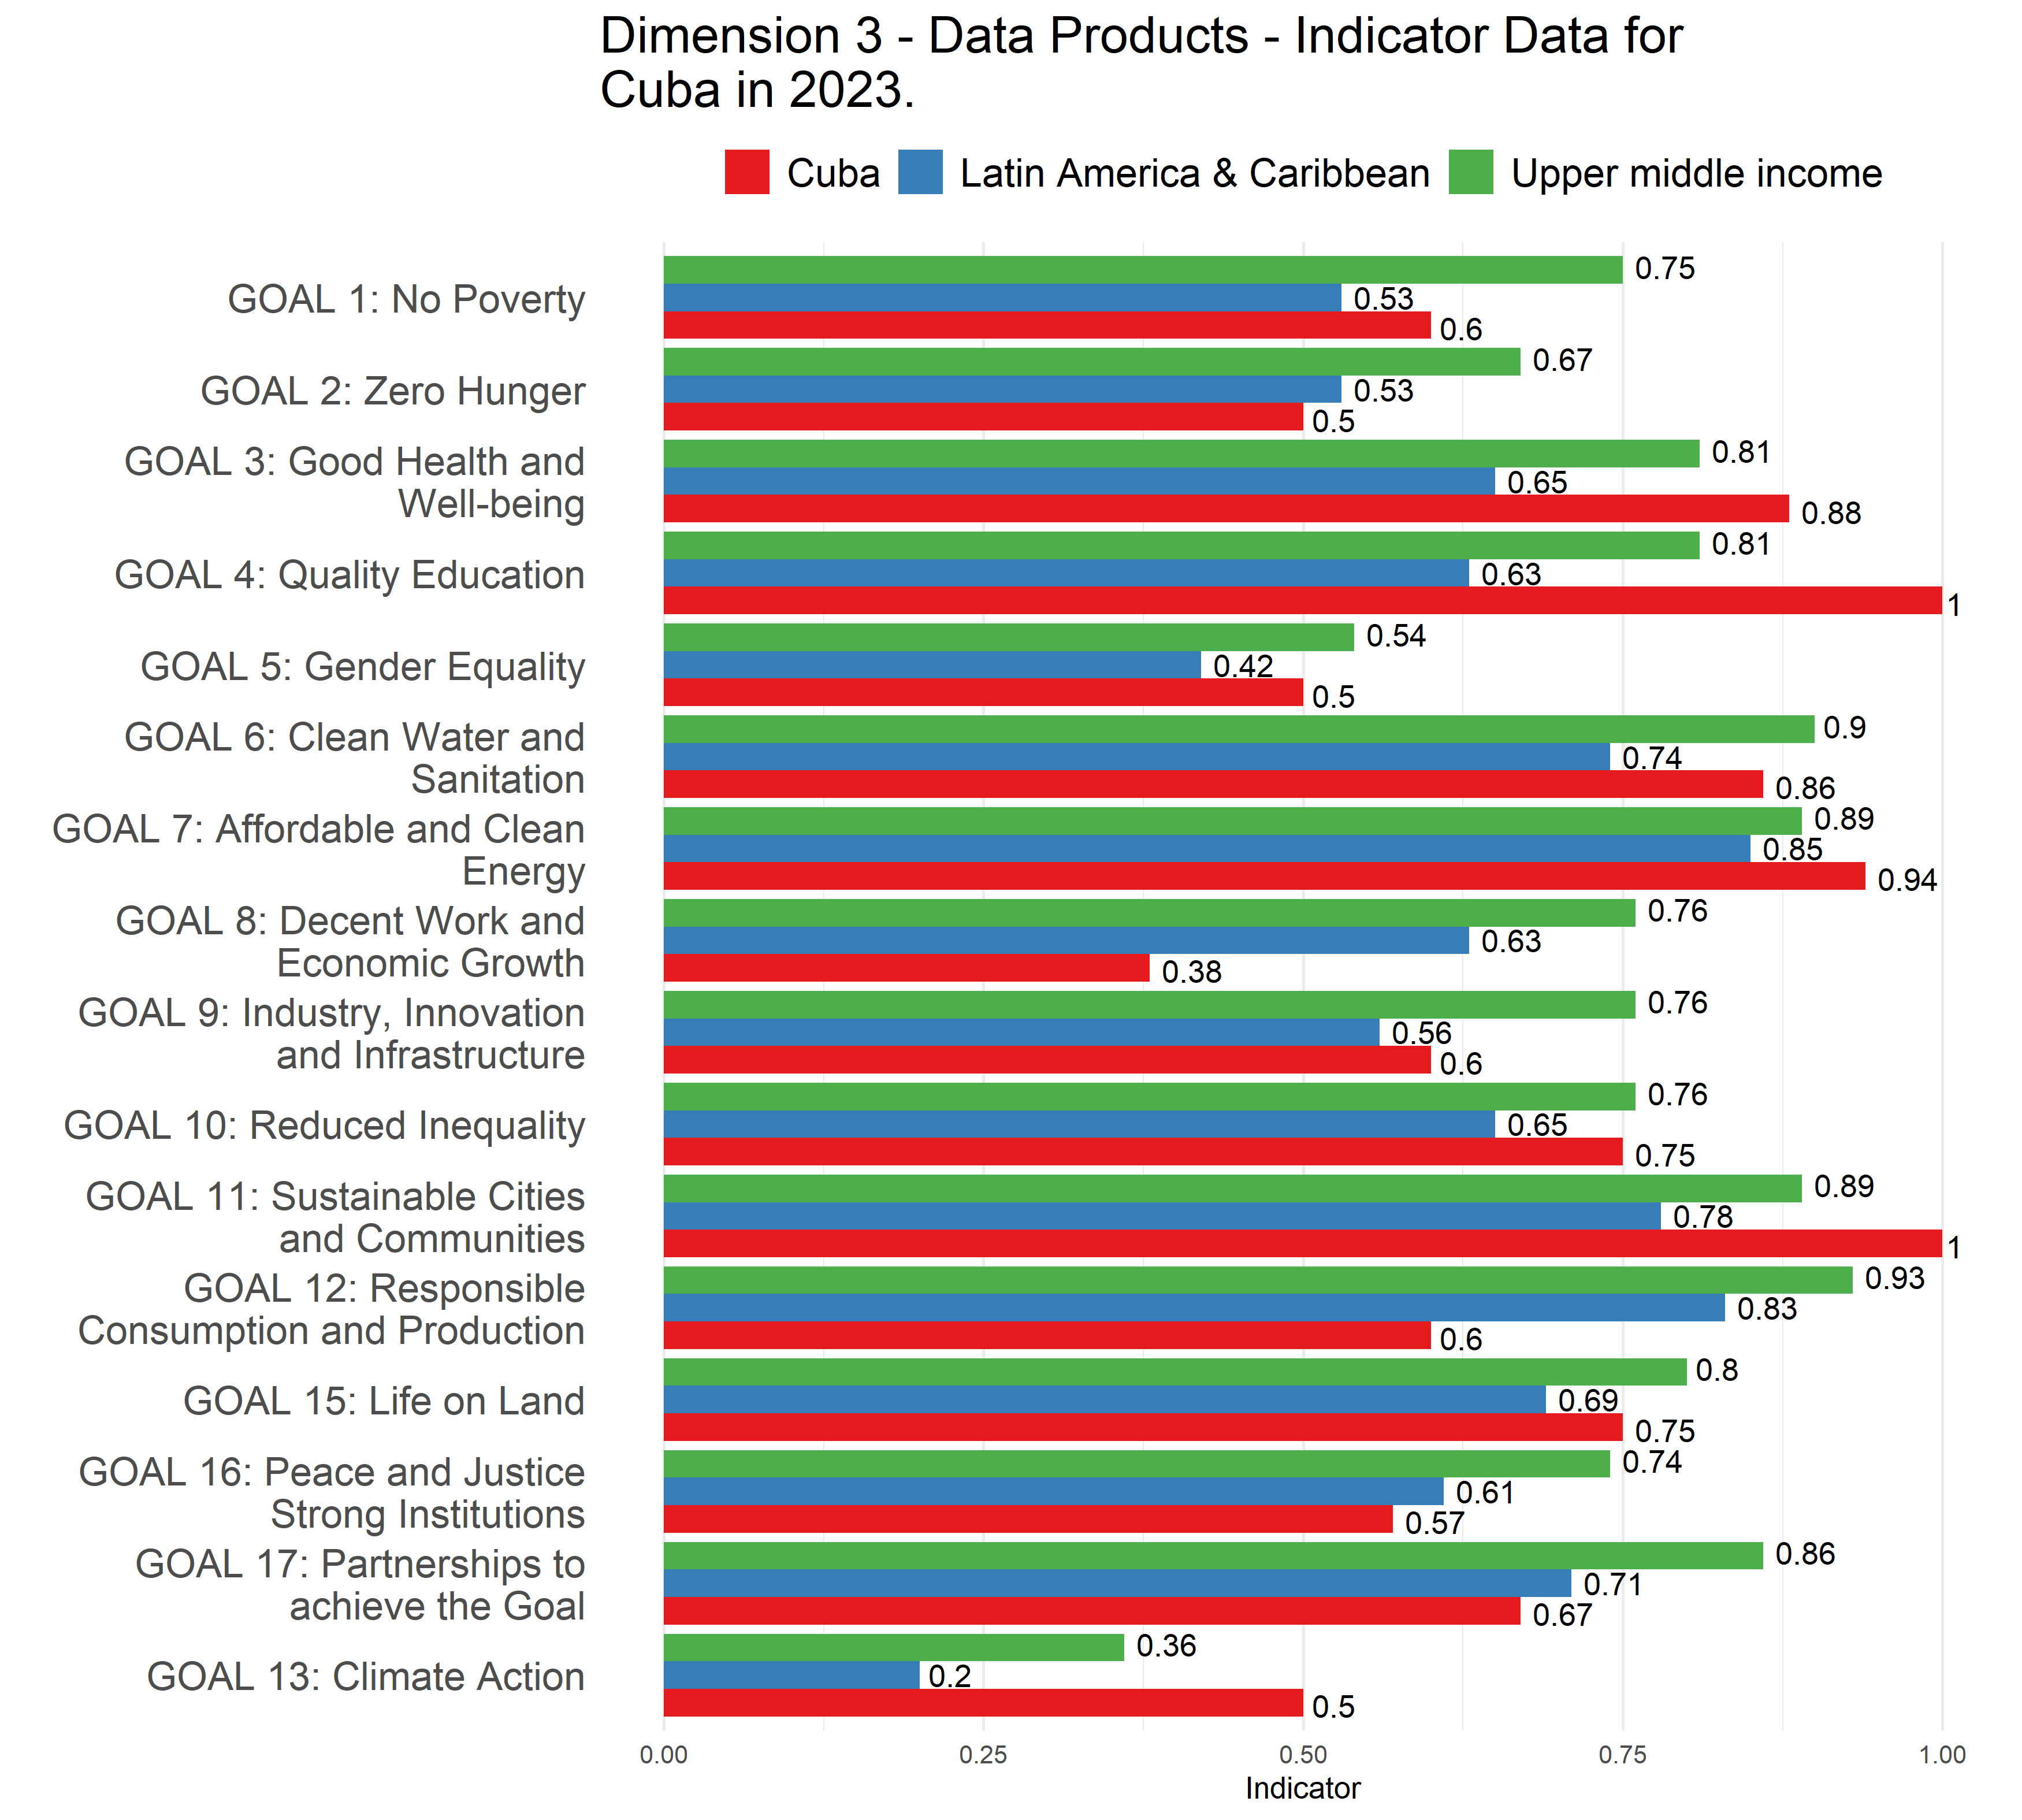 Dimension 3 - Data Products - Indicator Data for
Cuba in 2023.
Cuba
Latin America & Caribbean
Upper middle income
GOAL 1: No Poverty
0.75
0.53
0.6
GOAL 2: Zero Hunger
0.67
0.53
0.5
GOAL 3: Good Health and
Well-being
0.81
0.65
0.88
GOAL 4: Quality Education
0.81
0.63
1
GOAL 5: Gender Equality
0.54
0.42
0.5
GOAL 6: Clean Water and
Sanitation
0.9
0.74
0.86
GOAL 7: Affordable and Clean
Energy
0.89
0.85
0.94
GOAL 8: Decent Work and
Economic Growth
0.76
0.63
0.38
GOAL 9: Industry, Innovation
and Infrastructure
0.76
0.56
0.6
GOAL 10: Reduced Inequality
0.76
0.65
0.75
GOAL 11: Sustainable Cities
and Communities
0.89
0.78
1
GOAL 12: Responsible
Consumption and Production
0.93
0.83
0.6
GOAL 15: Life on Land
0.8
0.69
0.75
GOAL 16: Peace and Justice
Strong Institutions
0.74
0.61
0.57
GOAL 17: Partnerships to
achieve the Goal
0.86
0.71
0.67
GOAL 13: Climate Action
0.36
0.2
0.5
0.00
0.25
0.50
0.75
1.00
Indicator